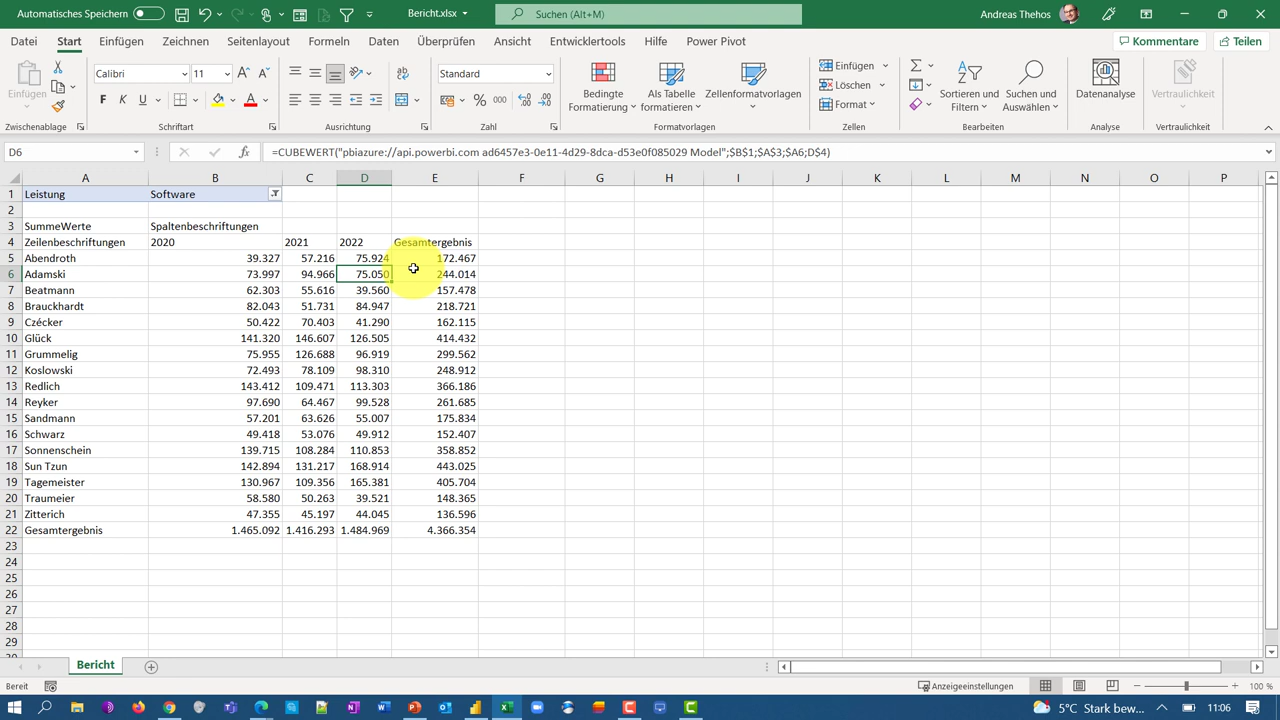 Automatisches Speichern
Bericht.xlsx
Suchen (Alt+M)
Andreas Thehos
Datei Start Einfügen Zeichnen Seitenlayout Formeln Daten Überprüfen Ansicht Entwicklertools Hilfe Power Pivot Kommentare Teilen
Einfügen
Calibri 11
F K U
Standard
% 000
Bedingte Formatierung
Als Tabelle formatieren
Zellenformatvorlagen
Einfügen
Löschen
Format
Sortieren und Filtern
Suchen und Auswählen
Datenanalyse
Vertraulichkeit
Zwischenablage Schriftart Ausrichtung Zahl Formatvorlagen Zellen Bearbeiten Analyse Vertraulichkeit
D6 fx =CUBEWERT("pbiazure://api.powerbi.com ad6457e3-0e11-4d29-8dca-d53e0f085029 Model";$B$1;$A$3;$A6;D$4)
A B C D E F G H I J K L M N O P
1 Leistung Software
2
3 SummeWerte Spaltenbeschriftungen
4 Zeilenbeschriftungen 2020 2021 2022 Gesamtergebnis
5 Abendroth 39.327 57.216 75.924 172.467
6 Adamski 73.997 94.966 75.050 244.014
7 Beatmann 62.303 55.616 39.560 157.478
8 Brauckhardt 82.043 51.731 84.947 218.721
9 Czécker 50.422 70.403 41.290 162.115
10 Glück 141.320 146.607 126.505 414.432
11 Grummelig 75.955 126.688 96.919 299.562
12 Koslowski 72.493 78.109 98.310 248.912
13 Redlich 143.412 109.471 113.303 366.186
14 Reyker 97.690 64.467 99.528 261.685
15 Sandmann 57.201 63.626 55.007 175.834
16 Schwarz 49.418 53.076 49.912 152.407
17 Sonnenschein 139.715 108.284 110.853 358.852
18 Sun Tzun 142.894 131.217 168.914 443.025
19 Tagemeister 130.967 109.356 165.381 405.704
20 Traumeier 58.580 50.263 39.521 148.365
21 Zitterich 47.355 45.197 44.045 136.596
22 Gesamtergebnis 1.465.092 1.416.293 1.484.969 4.366.354
23
24
25
26
27
28
29
Bericht
Bereit
Anzeigeeinstellungen
100 %
5°C Stark bew... 11:06